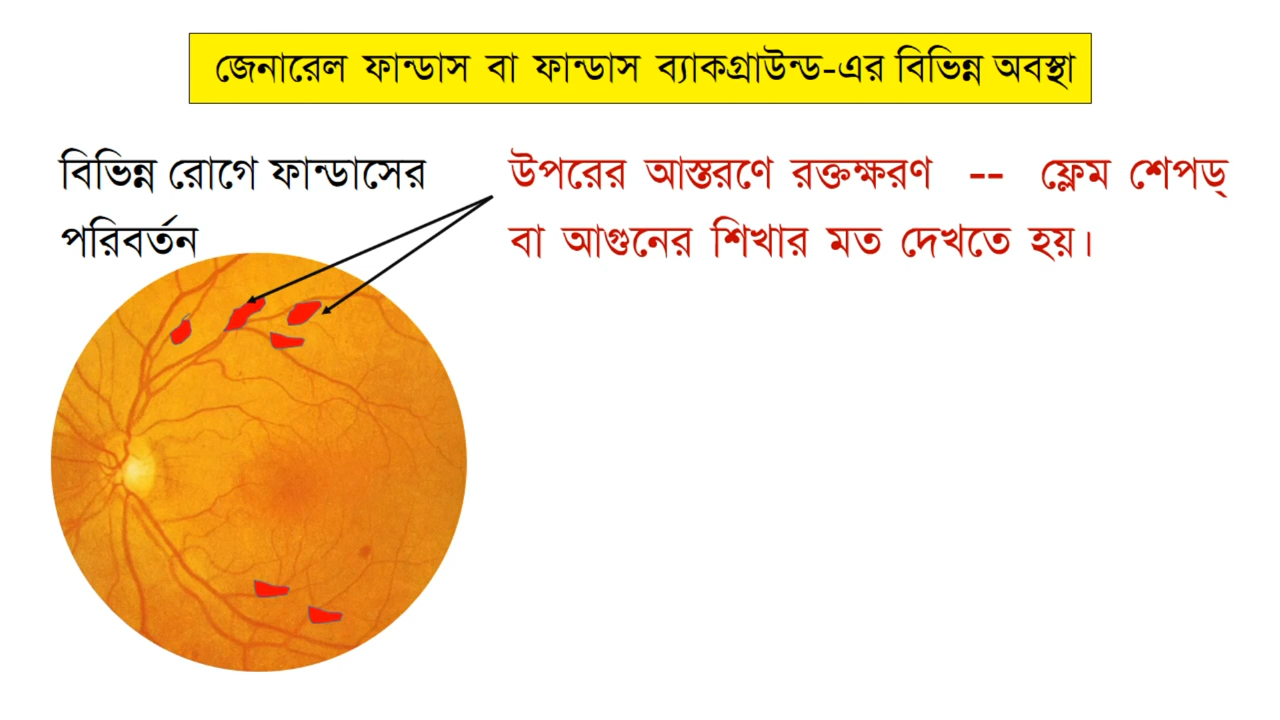 জেনারেল ফান্ডাস বা ফান্ডাস ব্যাকগ্রাউন্ড-এর বিভিন্ন অবস্থা
বিভিন্ন রোগে ফান্ডাসের
পরিবর্তন
উপরের আস্তরণে রক্তক্ষরণ -- ফ্লেম শেপড্
বা আগুনের শিখার মত দেখতে হয়।